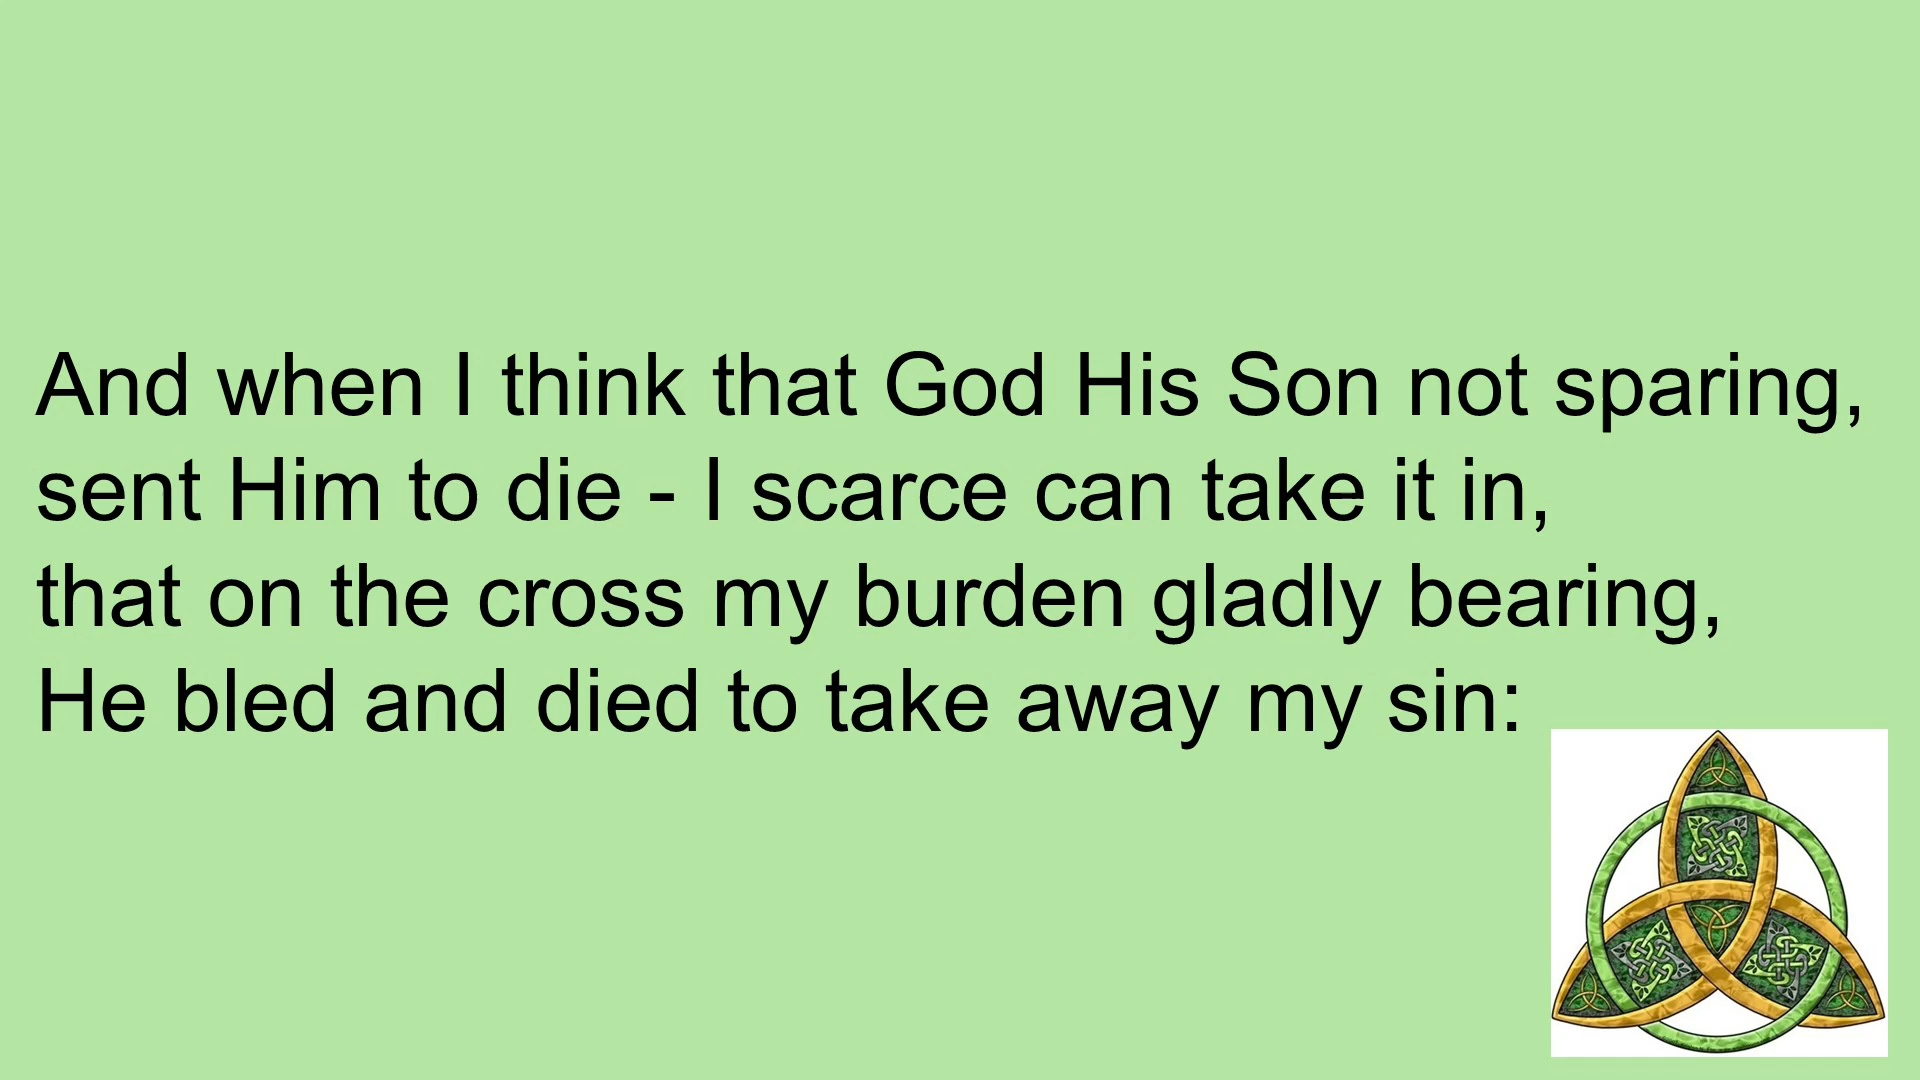 And when I think that God His Son not sparing,
sent Him to die - I scarce can take it in,
that on the cross my burden gladly bearing,
He bled and died to take away my sin: